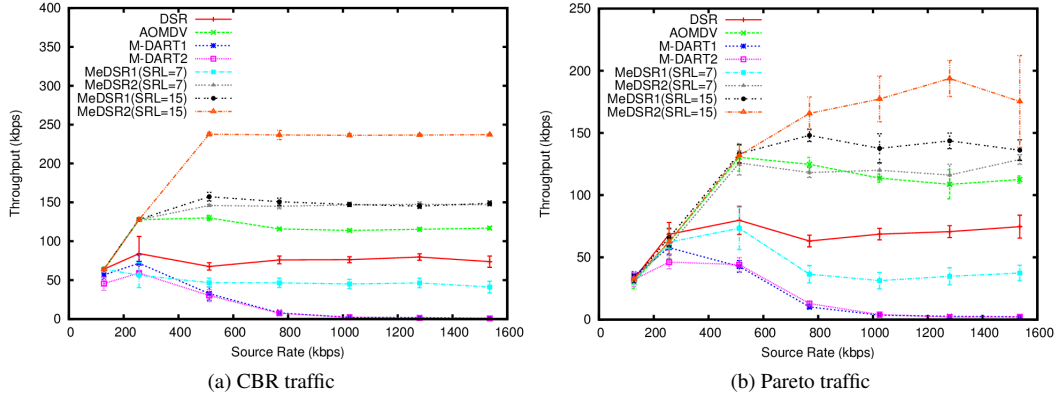 400
350
300
250
200
150
100
50
0
Throughput (kbps)
DSR
AOMDV
M-DART1
M-DART2
MeDSR1(SRL=7)
MeDSR2(SRL=7)
MeDSR1(SRL=15)
MeDSR2(SRL=15)
0 200 400 600 800 1000 1200 1400 1600
Source Rate (kbps)
(a) CBR traffic
250
200
150
100
50
0
Throughput (kbps)
DSR
AOMDV
M-DART1
M-DART2
MeDSR1(SRL=7)
MeDSR2(SRL=7)
MeDSR1(SRL=15)
MeDSR2(SRL=15)
0 200 400 600 800 1000 1200 1400 1600
Source Rate (kbps)
(b) Pareto traffic